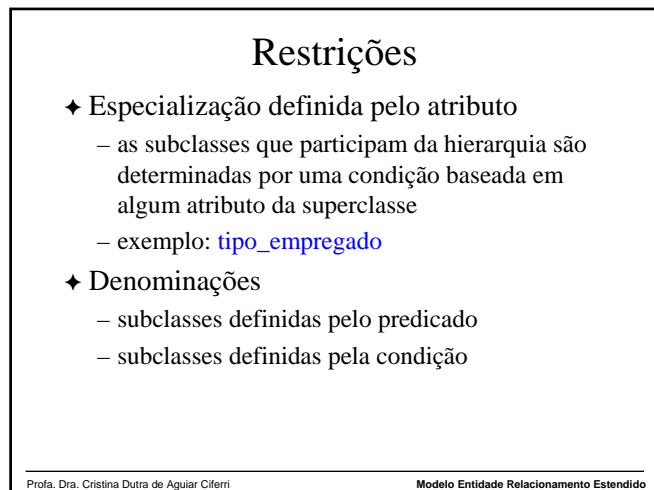 Restrições
✦ Especialização definida pelo atributo
– as subclasses que participam da hierarquia são
determinadas por uma condição baseada em
algum atributo da superclasse
– exemplo: tipo_empregado
✦ Denominações
– subclasses definidas pelo predicado
– subclasses definidas pela condição
Profa. Dra. Cristina Dutra de Aguiar Ciferri Modelo Entidade Relacionamento Estendido